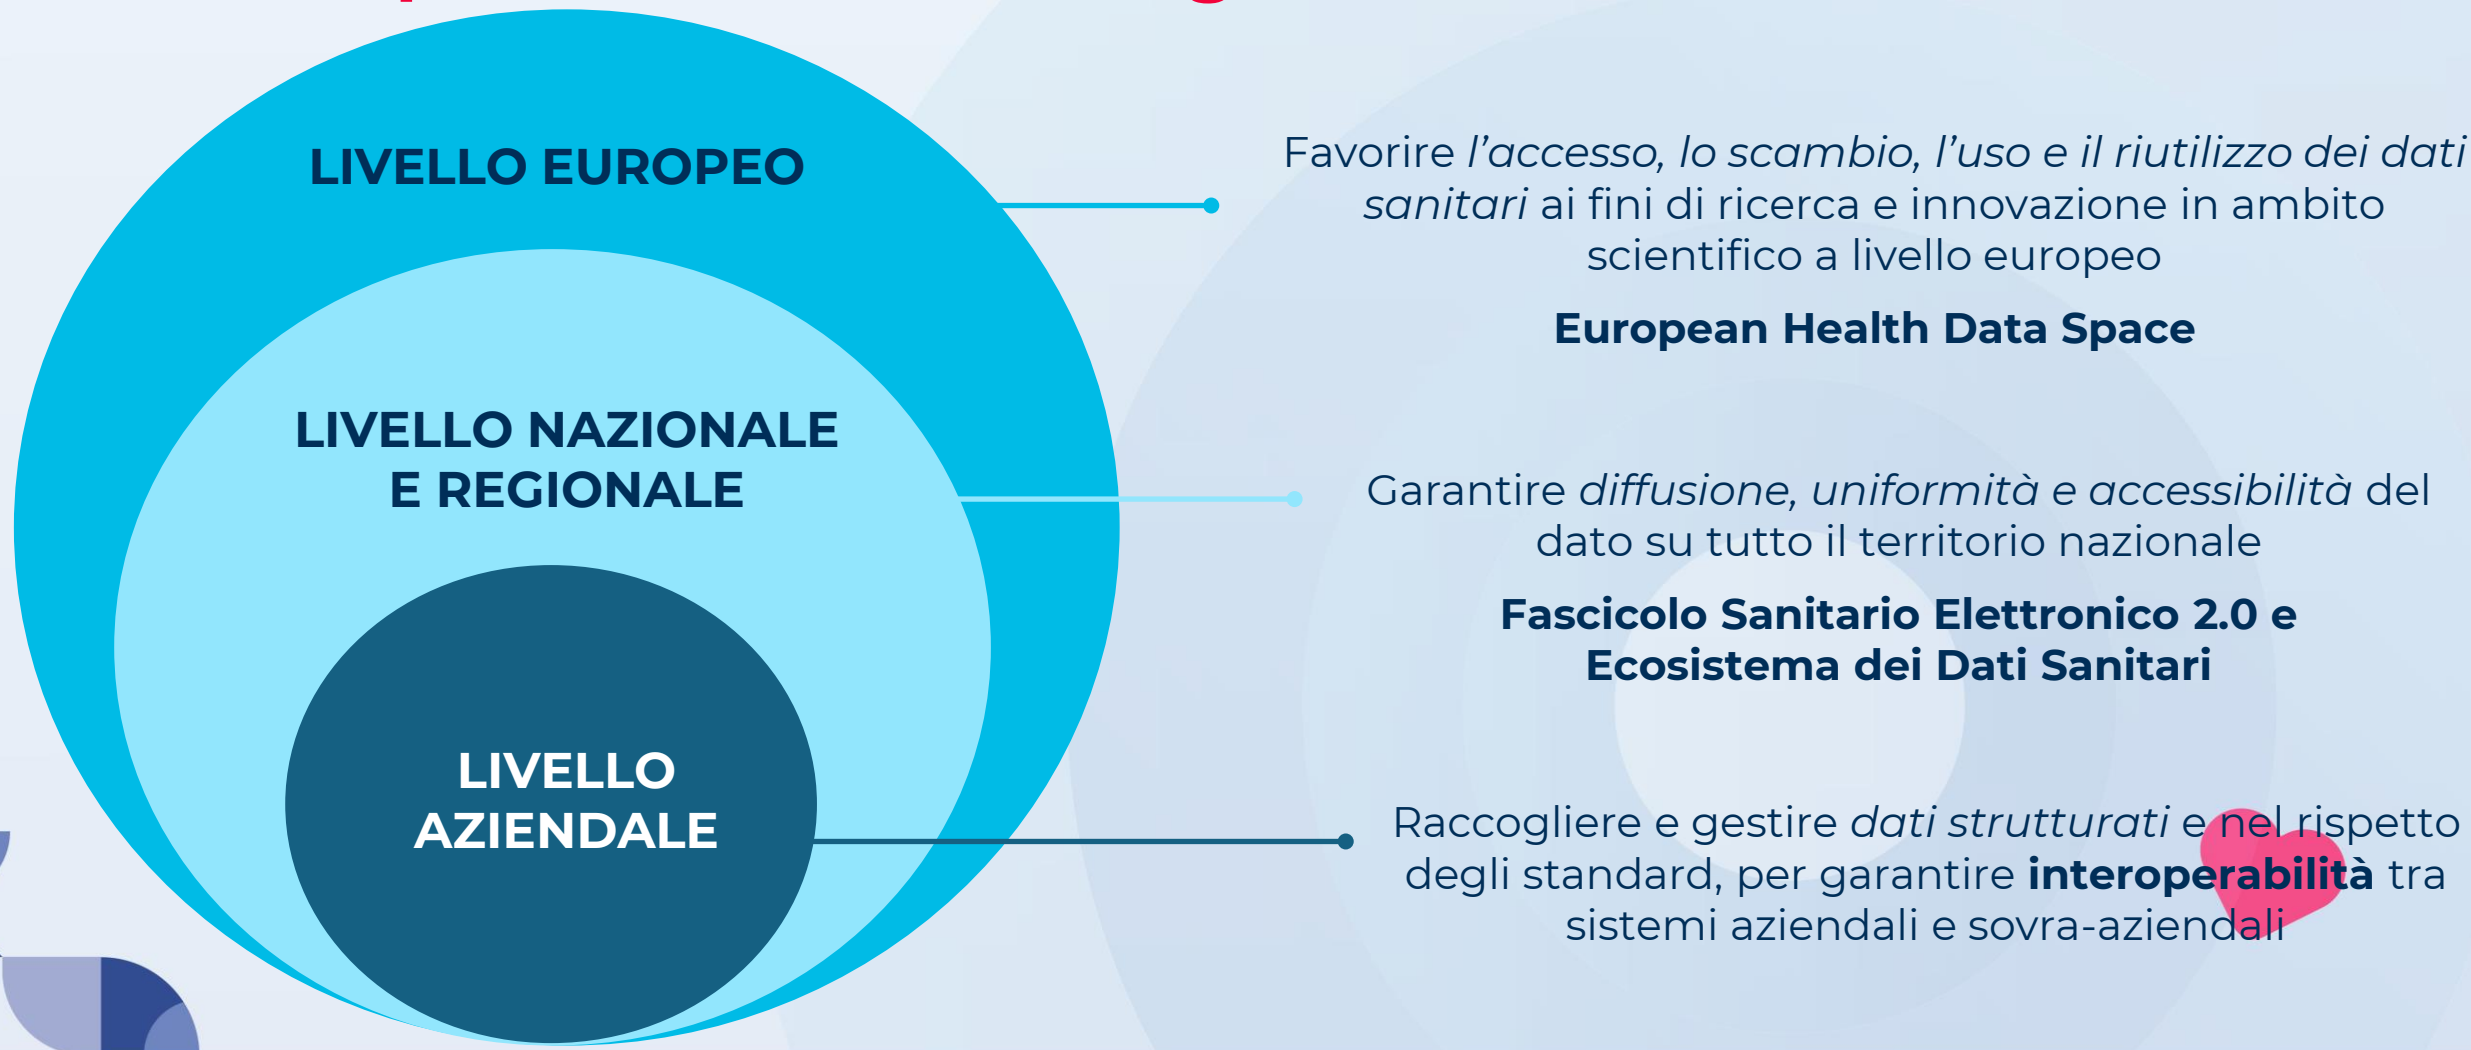 LIVELLO EUROPEO
Favorire l’accesso, lo scambio, l’uso e il riutilizzo dei dati
sanitari ai fini di ricerca e innovazione in ambito
scientifico a livello europeo
European Health Data Space
LIVELLO NAZIONALE
E REGIONALE
Garantire diffusione, uniformità e accessibilità del
dato su tutto il territorio nazionale
Fascicolo Sanitario Elettronico 2.0 e
Ecosistema dei Dati Sanitari
LIVELLO
AZIENDALE
Raccogliere e gestire dati strutturati e nel rispetto
degli standard, per garantire interoperabilità tra
sistemi aziendali e sovra-aziendali